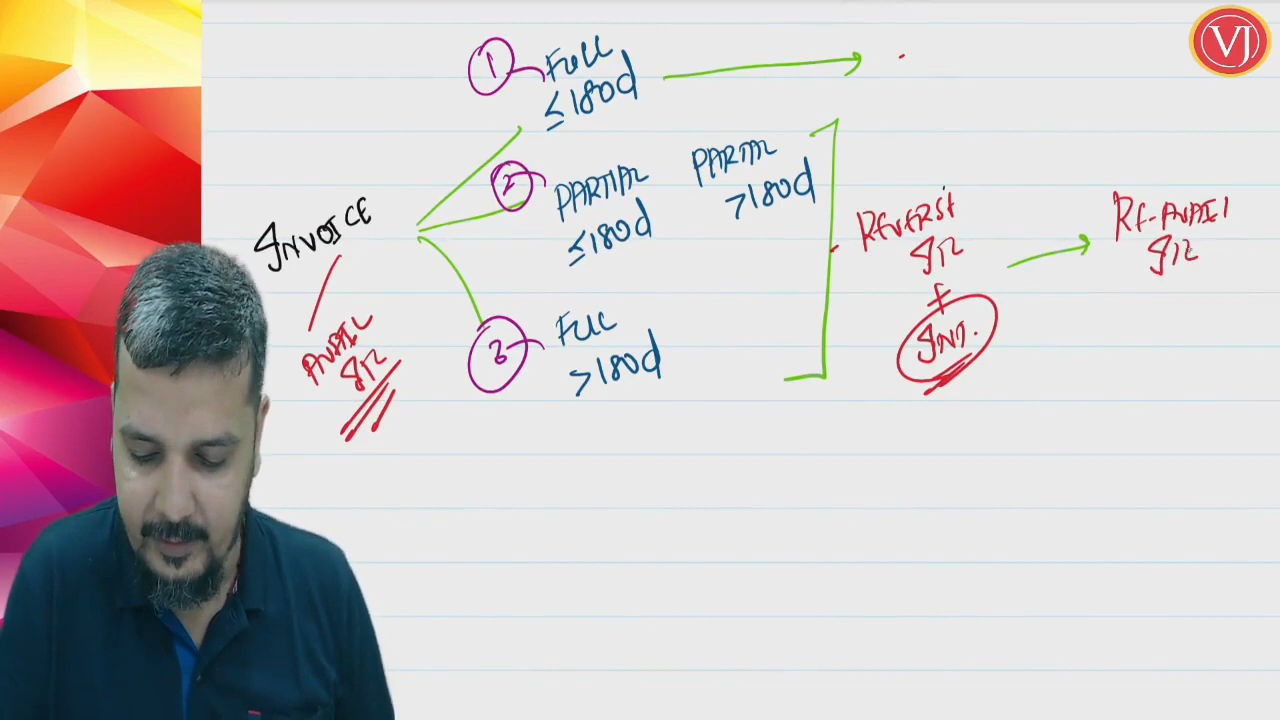 VJ
1
FULL
≤180d
2
PARTIAL
≤180d
PARTIAL
>180d
INVOICE
AVAIL
ITC
3
FULL
>180d
REVERSE
ITC
+
INT.
RE-AVAIL
ITC